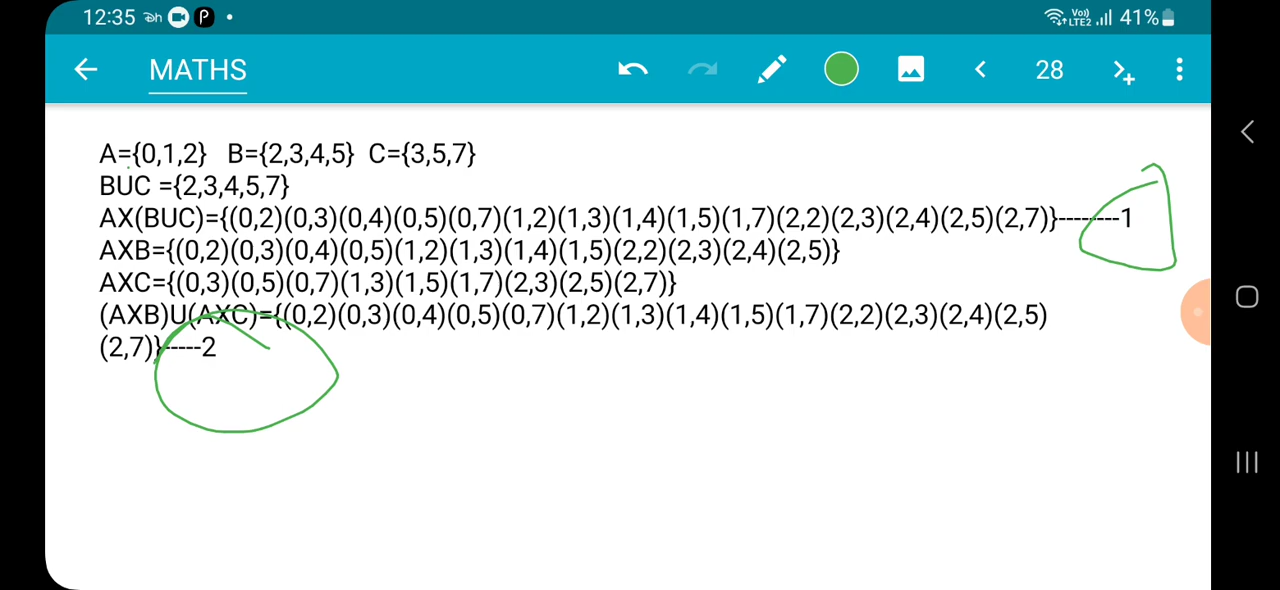 12:35 41%
MATHS 28
A={0,1,2} B={2,3,4,5} C={3,5,7}
BUC ={2,3,4,5,7}
AX(BUC)={(0,2)(0,3)(0,4)(0,5)(0,7)(1,2)(1,3)(1,4)(1,5)(1,7)(2,2)(2,3)(2,4)(2,5)(2,7)}--------1
AXB={(0,2)(0,3)(0,4)(0,5)(1,2)(1,3)(1,4)(1,5)(2,2)(2,3)(2,4)(2,5)}
AXC={(0,3)(0,5)(0,7)(1,3)(1,5)(1,7)(2,3)(2,5)(2,7)}
(AXB)U(AXC)={(0,2)(0,3)(0,4)(0,5)(0,7)(1,2)(1,3)(1,4)(1,5)(1,7)(2,2)(2,3)(2,4)(2,5)
(2,7)}-----2